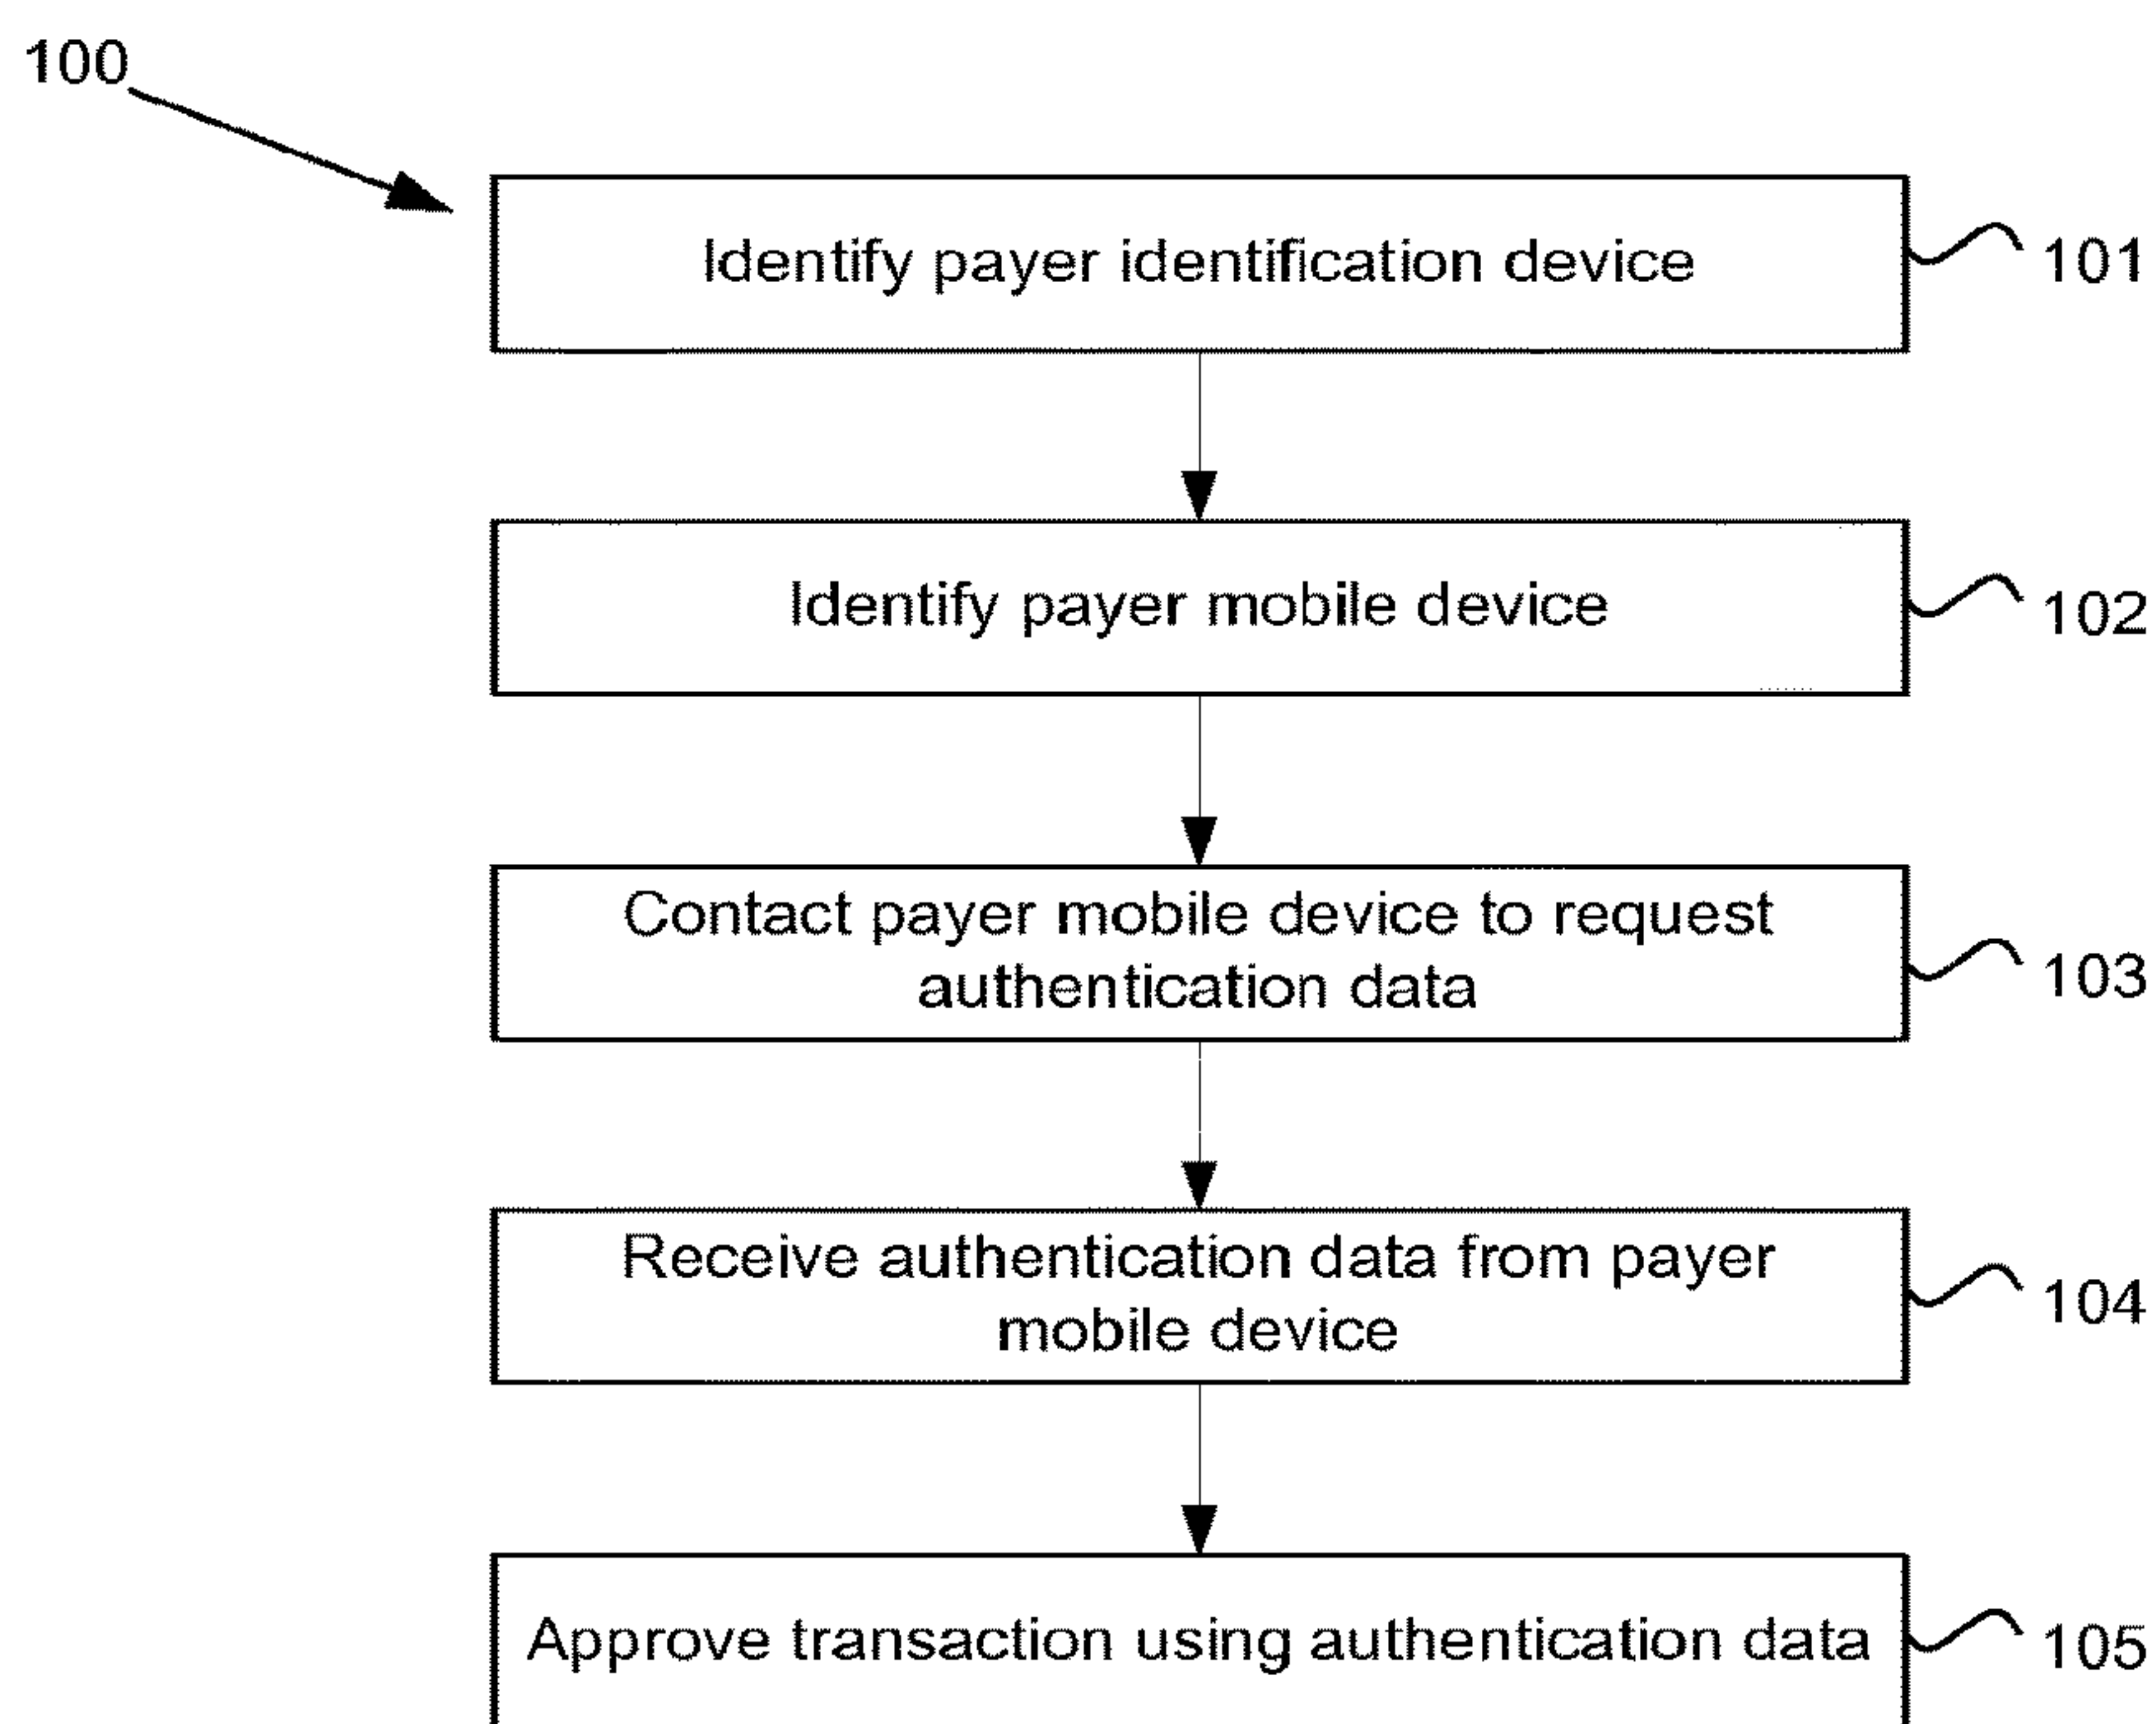 100
Identify payer identification device
101
Identify payer mobile device
102
Contact payer mobile device to request
authentication data
103
Receive authentication data from payer
mobile device
104
Approve transaction using authentication data
105